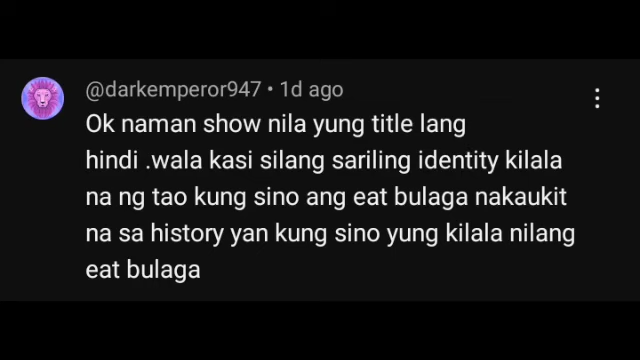 @darkemperor947 • 1d ago
Ok naman show nila yung title lang
hindi .wala kasi silang sariling identity kilala
na ng tao kung sino ang eat bulaga nakaukit
na sa history yan kung sino yung kilala nilang
eat bulaga